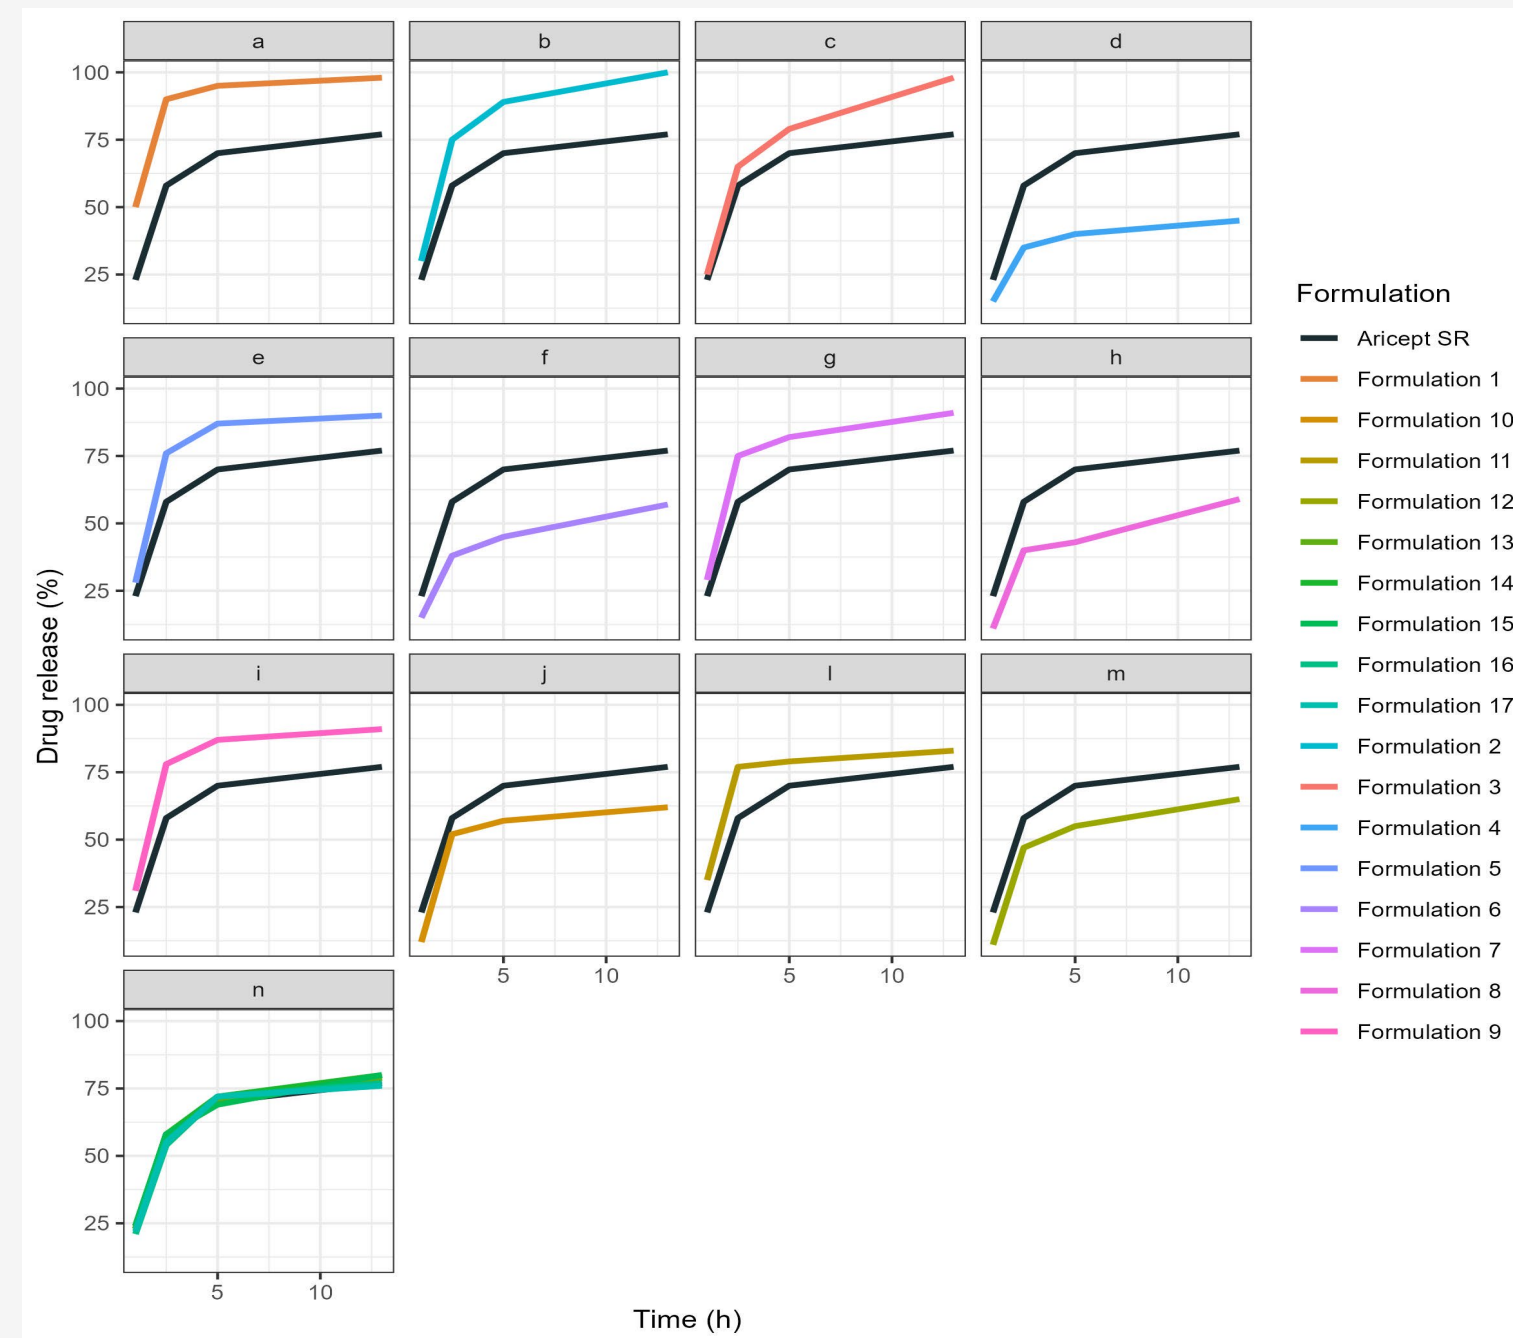 a
b
c
d
100
75
50
25
e
f
g
h
100
75
50
25
i
j
l
m
100
75
50
25
5
10
5
10
5
10
n
100
75
50
25
5
10
Drug release (%)
Time (h)
Formulation
Aricept SR
Formulation 1
Formulation 10
Formulation 11
Formulation 12
Formulation 13
Formulation 14
Formulation 15
Formulation 16
Formulation 17
Formulation 2
Formulation 3
Formulation 4
Formulation 5
Formulation 6
Formulation 7
Formulation 8
Formulation 9